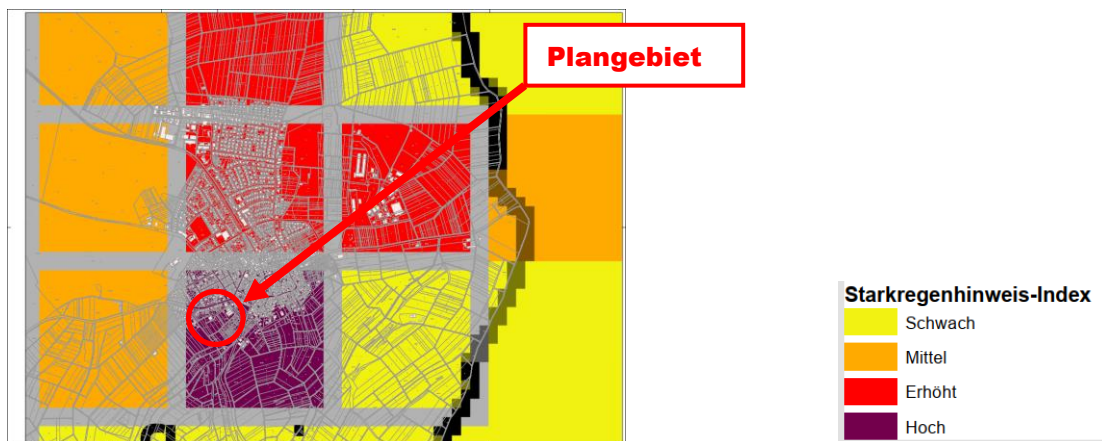 Plangebiet
Starkregenhinweis-Index
Schwach
Mittel
Erhöht
Hoch